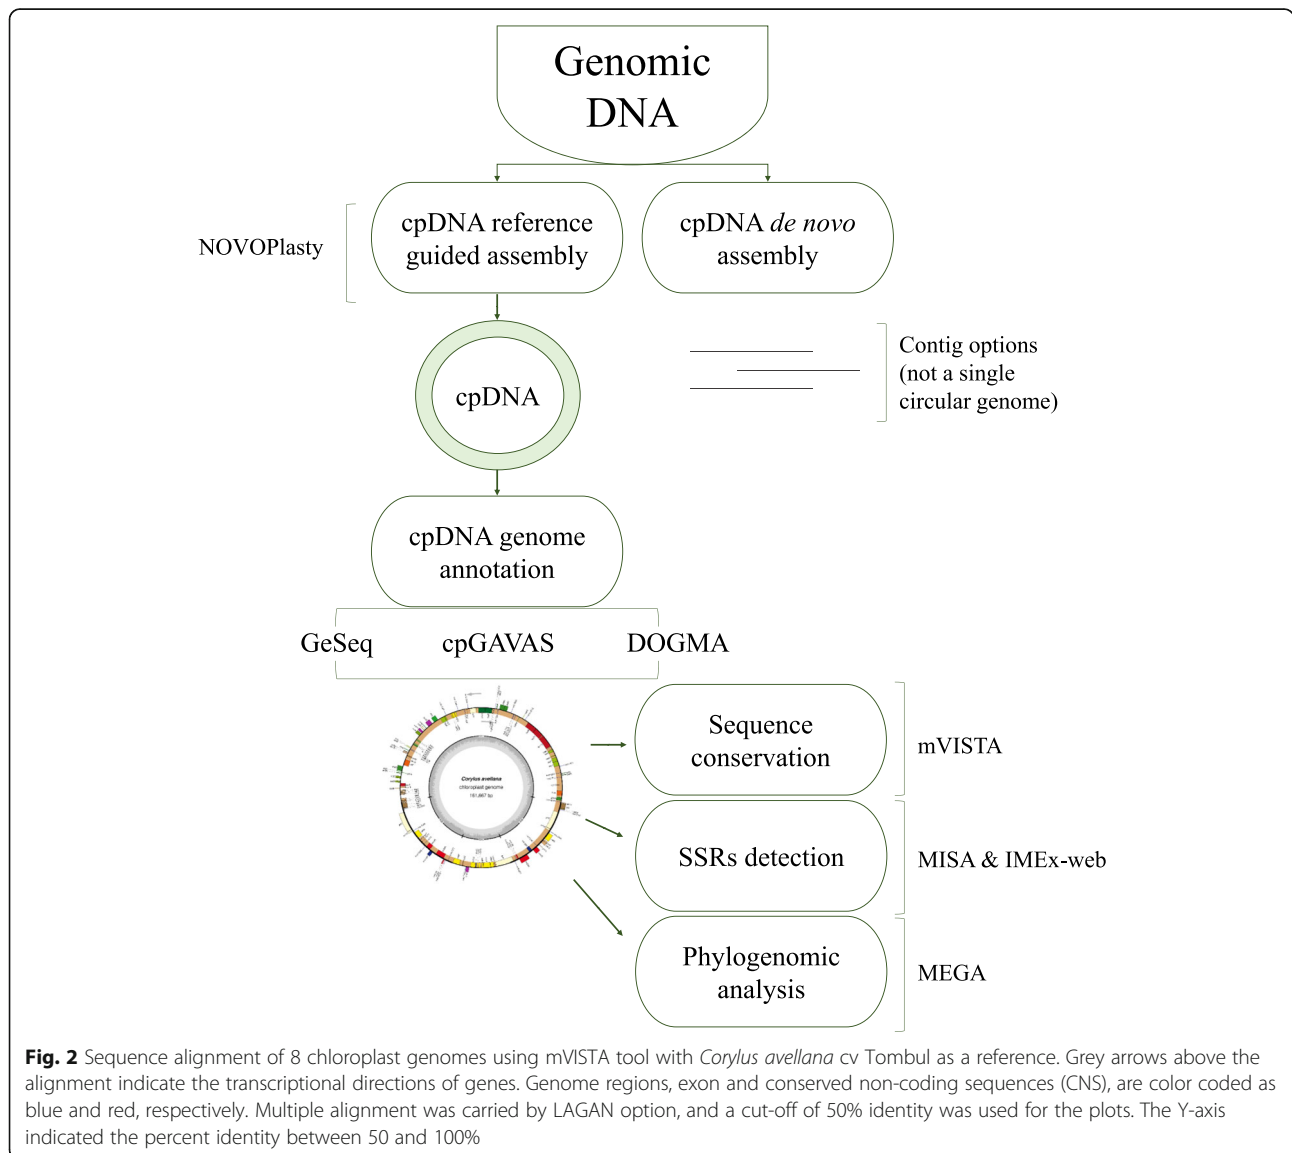 Genomic
DNA
cpDNA reference
guided assembly
cpDNA de novo
assembly
NOVOPlasty
Contig options
(not a single
circular genome)
cpDNA
cpDNA genome
annotation
GeSeq cpGAVAS DOGMA
Corylus avellana
chloroplast genome
161,667 bp
Sequence
conservation
mVISTA
SSRs detection
MISA & IMEx-web
Phylogenomic
analysis
MEGA
Fig. 2 Sequence alignment of 8 chloroplast genomes using mVISTA tool with Corylus avellana cv Tombul as a reference. Grey arrows above the
alignment indicate the transcriptional directions of genes. Genome regions, exon and conserved non-coding sequences (CNS), are color coded as
blue and red, respectively. Multiple alignment was carried by LAGAN option, and a cut-off of 50% identity was used for the plots. The Y-axis
indicated the percent identity between 50 and 100%